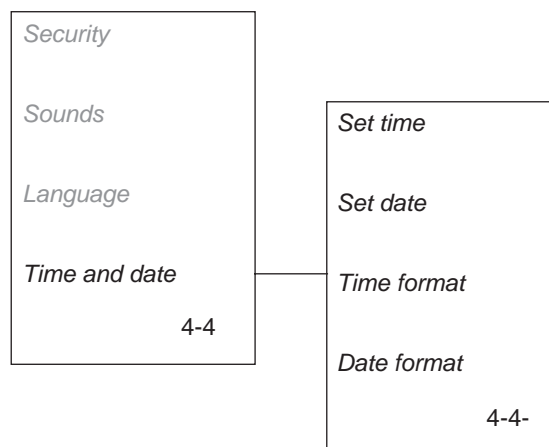 Security
Sounds
Language
Time and date
4-4
Set time
Set date
Time format
Date format
4-4-